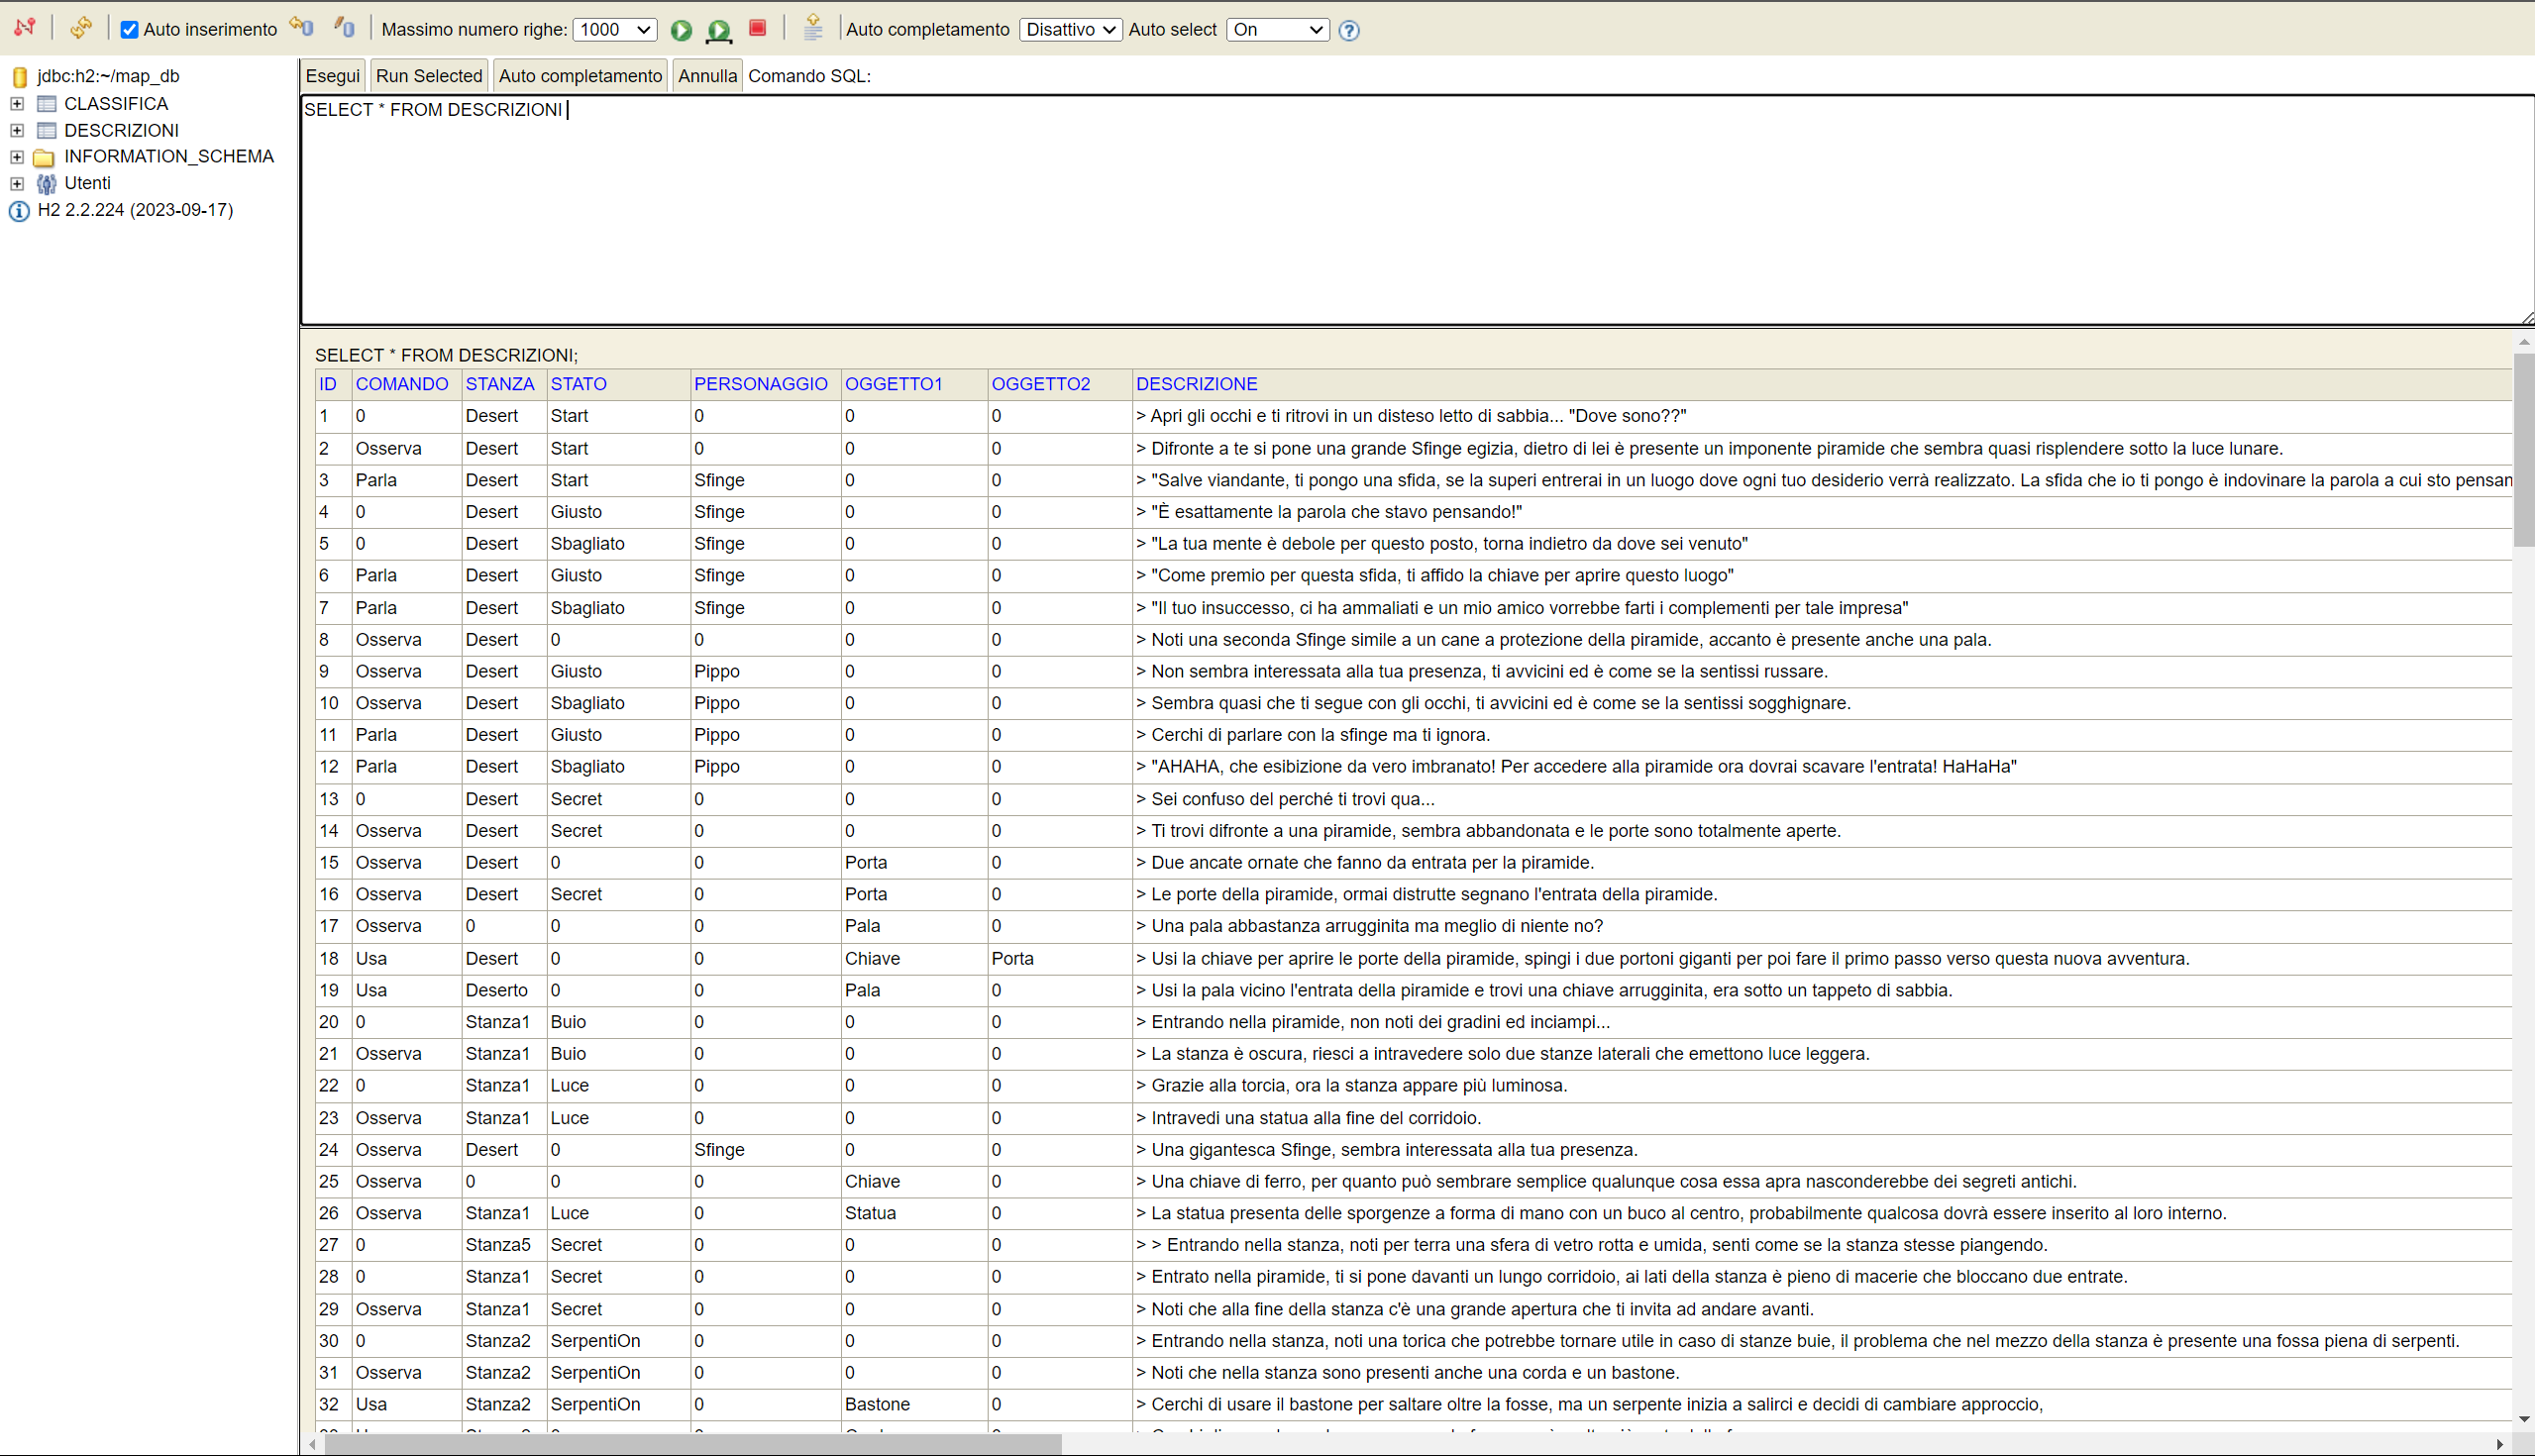 Auto inserimento Massimo numero righe: 1000 Auto completamento Disattivo Auto select On
jdbc:h2:~/map_db
CLASSIFICA
DESCRIZIONI
INFORMATION_SCHEMA
Utenti
H2 2.2.224 (2023-09-17)
Esegui Run Selected Auto completamento Annulla Comando SQL:
SELECT * FROM DESCRIZIONI
SELECT * FROM DESCRIZIONI;
ID COMANDO STANZA STATO PERSONAGGIO OGGETTO1 OGGETTO2 DESCRIZIONE
1 0 Desert Start 0 0 0 > Apri gli occhi e ti ritrovi in un disteso letto di sabbia... "Dove sono??"
2 Osserva Desert Start 0 0 0 > Difronte a te si pone una grande Sfinge egizia, dietro di lei è presente un imponente piramide che sembra quasi risplendere sotto la luce lunare.
3 Parla Desert Start Sfinge 0 0 > "Salve viandante, ti pongo una sfida, se la superi entrerai in un luogo dove ogni tuo desiderio verrà realizzato. La sfida che io ti pongo è indovinare la parola a cui sto pensan
4 0 Desert Giusto Sfinge 0 0 > "È esattamente la parola che stavo pensando!"
5 0 Desert Sbagliato Sfinge 0 0 > "La tua mente è debole per questo posto, torna indietro da dove sei venuto"
6 Parla Desert Giusto Sfinge 0 0 > "Come premio per questa sfida, ti affido la chiave per aprire questo luogo"
7 Parla Desert Sbagliato Sfinge 0 0 > "Il tuo insuccesso, ci ha ammaliati e un mio amico vorrebbe farti i complementi per tale impresa"
8 Osserva Desert 0 0 0 0 > Noti una seconda Sfinge simile a un cane a protezione della piramide, accanto è presente anche una pala.
9 Osserva Desert Giusto Pippo 0 0 > Non sembra interessata alla tua presenza, ti avvicini ed è come se la sentissi russare.
10 Osserva Desert Sbagliato Pippo 0 0 > Sembra quasi che ti segue con gli occhi, ti avvicini ed è come se la sentissi sogghignare.
11 Parla Desert Giusto Pippo 0 0 > Cerchi di parlare con la sfinge ma ti ignora.
12 Parla Desert Sbagliato Pippo 0 0 > "AHAHA, che esibizione da vero imbranato! Per accedere alla piramide ora dovrai scavare l'entrata! HaHaHa"
13 0 Desert Secret 0 0 0 > Sei confuso del perché ti trovi qua...
14 Osserva Desert Secret 0 0 0 > Ti trovi difronte a una piramide, sembra abbandonata e le porte sono totalmente aperte.
15 Osserva Desert 0 0 Porta 0 > Due ancate ornate che fanno da entrata per la piramide.
16 Osserva Desert Secret 0 Porta 0 > Le porte della piramide, ormai distrutte segnano l'entrata della piramide.
17 Osserva 0 0 0 Pala 0 > Una pala abbastanza arrugginita ma meglio di niente no?
18 Usa Desert 0 0 Chiave Porta > Usi la chiave per aprire le porte della piramide, spingi i due portoni giganti per poi fare il primo passo verso questa nuova avventura.
19 Usa Deserto 0 0 Pala 0 > Usi la pala vicino l'entrata della piramide e trovi una chiave arrugginita, era sotto un tappeto di sabbia.
20 0 Stanza1 Buio 0 0 0 > Entrando nella piramide, non noti dei gradini ed inciampi...
21 Osserva Stanza1 Buio 0 0 0 > La stanza è oscura, riesci a intravedere solo due stanze laterali che emettono luce leggera.
22 0 Stanza1 Luce 0 0 0 > Grazie alla torcia, ora la stanza appare più luminosa.
23 Osserva Stanza1 Luce 0 0 0 > Intravedi una statua alla fine del corridoio.
24 Osserva Desert 0 Sfinge 0 0 > Una gigantesca Sfinge, sembra interessata alla tua presenza.
25 Osserva 0 0 0 Chiave 0 > Una chiave di ferro, per quanto può sembrare semplice qualunque cosa essa apra nasconderebbe dei segreti antichi.
26 Osserva Stanza1 Luce 0 Statua 0 > La statua presenta delle sporgenze a forma di mano con un buco al centro, probabilmente qualcosa dovrà essere inserito al loro interno.
27 0 Stanza5 Secret 0 0 0 > > Entrando nella stanza, noti per terra una sfera di vetro rotta e umida, senti come se la stanza stesse piangendo.
28 0 Stanza1 Secret 0 0 0 > Entrato nella piramide, ti si pone davanti un lungo corridoio, ai lati della stanza è pieno di macerie che bloccano due entrate.
29 Osserva Stanza1 Secret 0 0 0 > Noti che alla fine della stanza c'è una grande apertura che ti invita ad andare avanti.
30 0 Stanza2 SerpentiOn 0 0 0 > Entrando nella stanza, noti una torica che potrebbe tornare utile in caso di stanze buie, il problema che nel mezzo della stanza è presente una fossa piena di serpenti.
31 Osserva Stanza2 SerpentiOn 0 0 0 > Noti che nella stanza sono presenti anche una corda e un bastone.
32 Usa Stanza2 SerpentiOn 0 Bastone 0 > Cerchi di usare il bastone per saltare oltre la fosse, ma un serpente inizia a salirci e decidi di cambiare approccio,